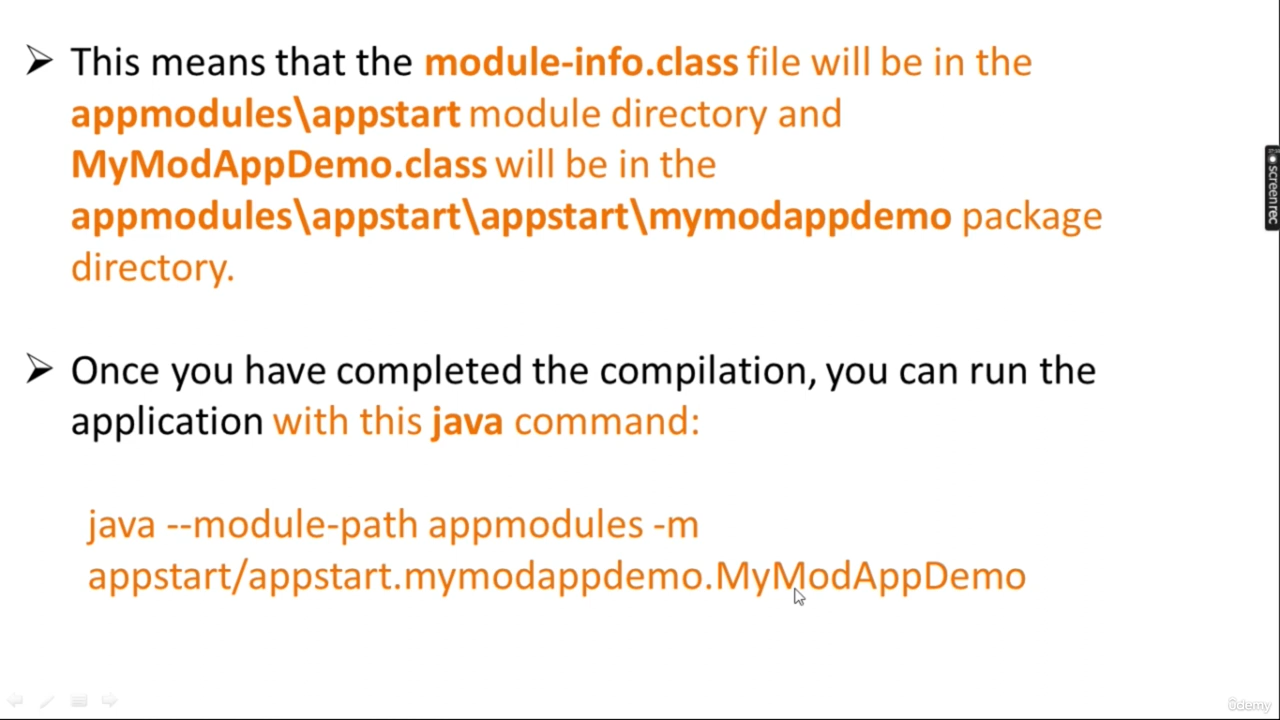 This means that the module-info.class file will be in the
appmodules\appstart module directory and
MyModAppDemo.class will be in the
appmodules\appstart\appstart\mymodappdemo package
directory.
Once you have completed the compilation, you can run the
application with this java command:
java --module-path appmodules -m
appstart/appstart.mymodappdemo.MyModAppDemo
screenrec
ûdemy